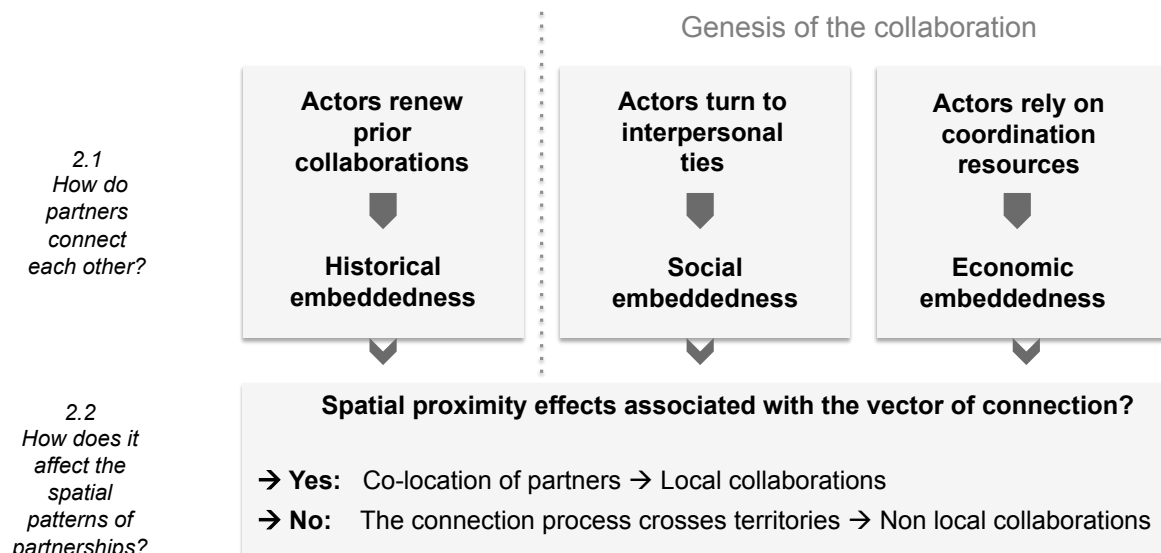 Genesis of the collaboration
2.1
How do
partners
connect
each other?
Actors renew
prior
collaborations
Historical
embeddedness
Actors turn to
interpersonal
ties
Social
embeddedness
Actors rely on
coordination
resources
Economic
embeddedness
2.2
How does it
affect the
spatial
patterns of
partnerships?
Spatial proximity effects associated with the vector of connection?
→ Yes: Co-location of partners → Local collaborations
→ No: The connection process crosses territories → Non local collaborations